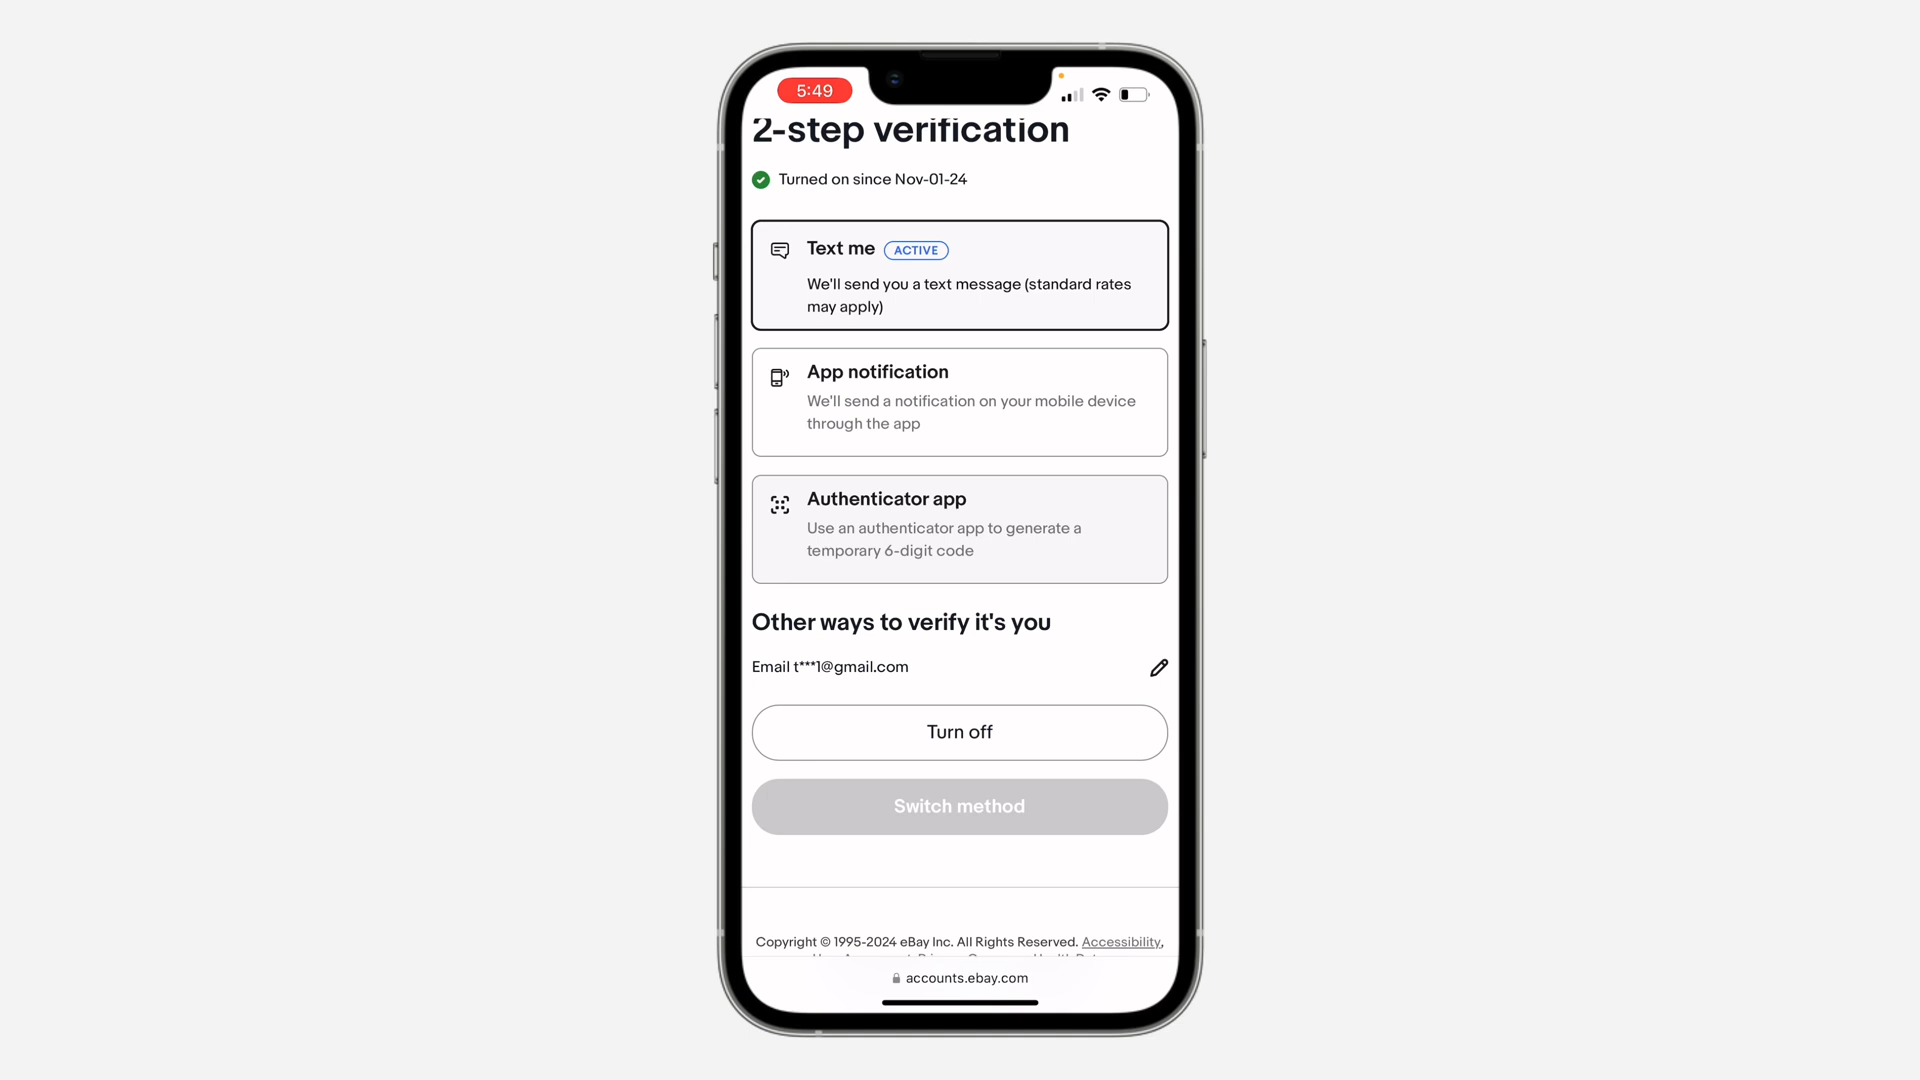 5:49
2-step verification
Turned on since Nov-01-24
Text me ACTIVE
We'll send you a text message (standard rates
may apply)
App notification
We'll send a notification on your mobile device
through the app
Authenticator app
Use an authenticator app to generate a
temporary 6-digit code
Other ways to verify it's you
Email t***1@gmail.com
Turn off
Switch method
Copyright © 1995-2024 eBay Inc. All Rights Reserved. Accessibility,
accounts.ebay.com